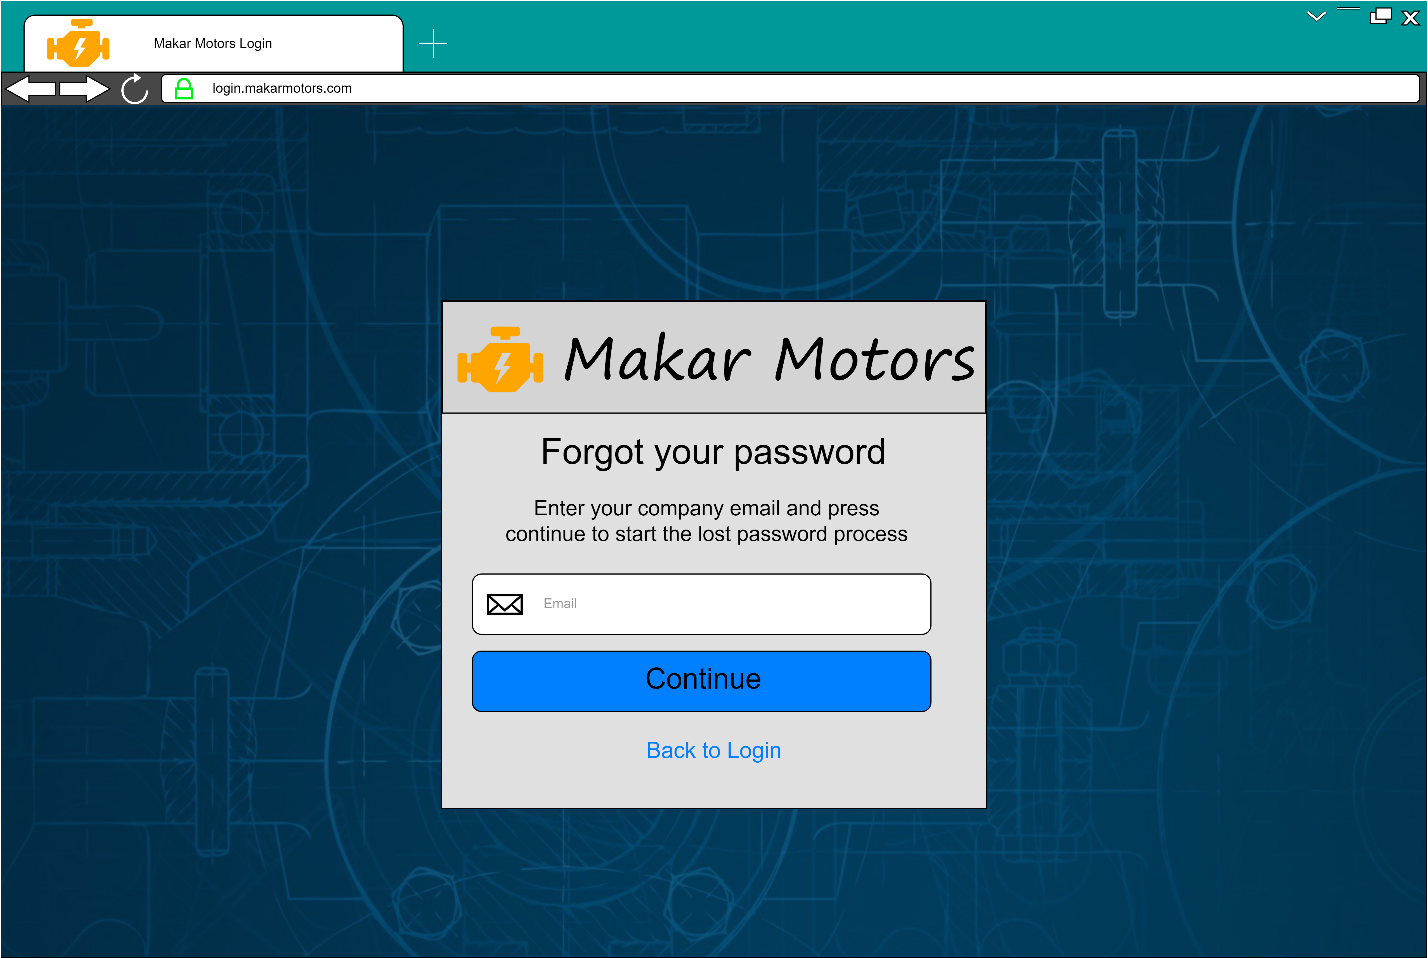 Makar Motors Login
login.makarmotors.com
Makar Motors
Forgot your password
Enter your company email and press
continue to start the lost password process
Email
Continue
Back to Login